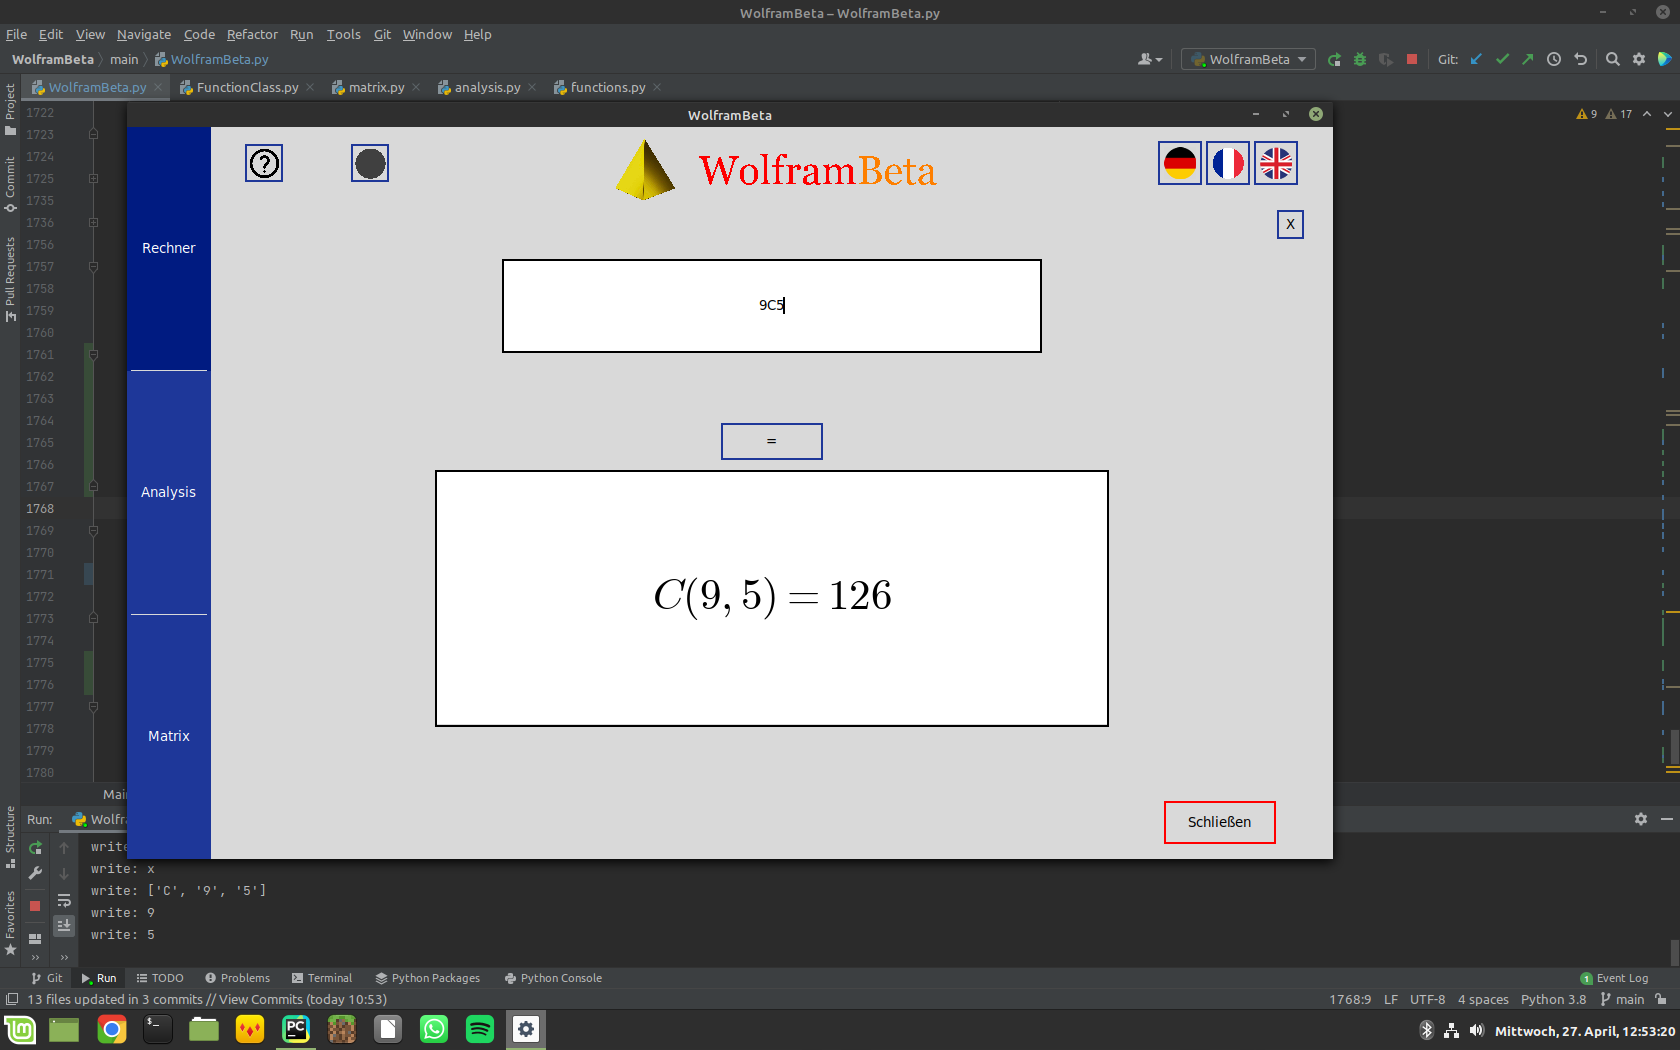 WolframBeta – WolframBeta.py
File Edit View Navigate Code Refactor Run Tools Git Window Help
WolframBeta main WolframBeta.py
WolframBeta
Git:
WolframBeta.py FunctionClass.py matrix.py analysis.py functions.py
Project
Commit
Pull Requests
Structure
Favorites
1722
1723
1724
1725
1735
1736
1756
1757
1758
1759
1760
1761
1762
1763
1764
1765
1766
1767
1768
1769
1770
1771
1772
1773
1774
1775
1776
1777
1778
1779
1780
9 17
WolframBeta
?
WolframBeta
X
Rechner
Analysis
Matrix
9C5
=
C(9, 5) = 126
Schließen
Run:
write: x
write: ['C', '9', '5']
write: 9
write: 5
Git Run TODO Problems Terminal Python Packages Python Console
1 Event Log
13 files updated in 3 commits // View Commits (today 10:53)
1768:9 LF UTF-8 4 spaces Python 3.8 main
PC
Mittwoch, 27. April, 12:53:20